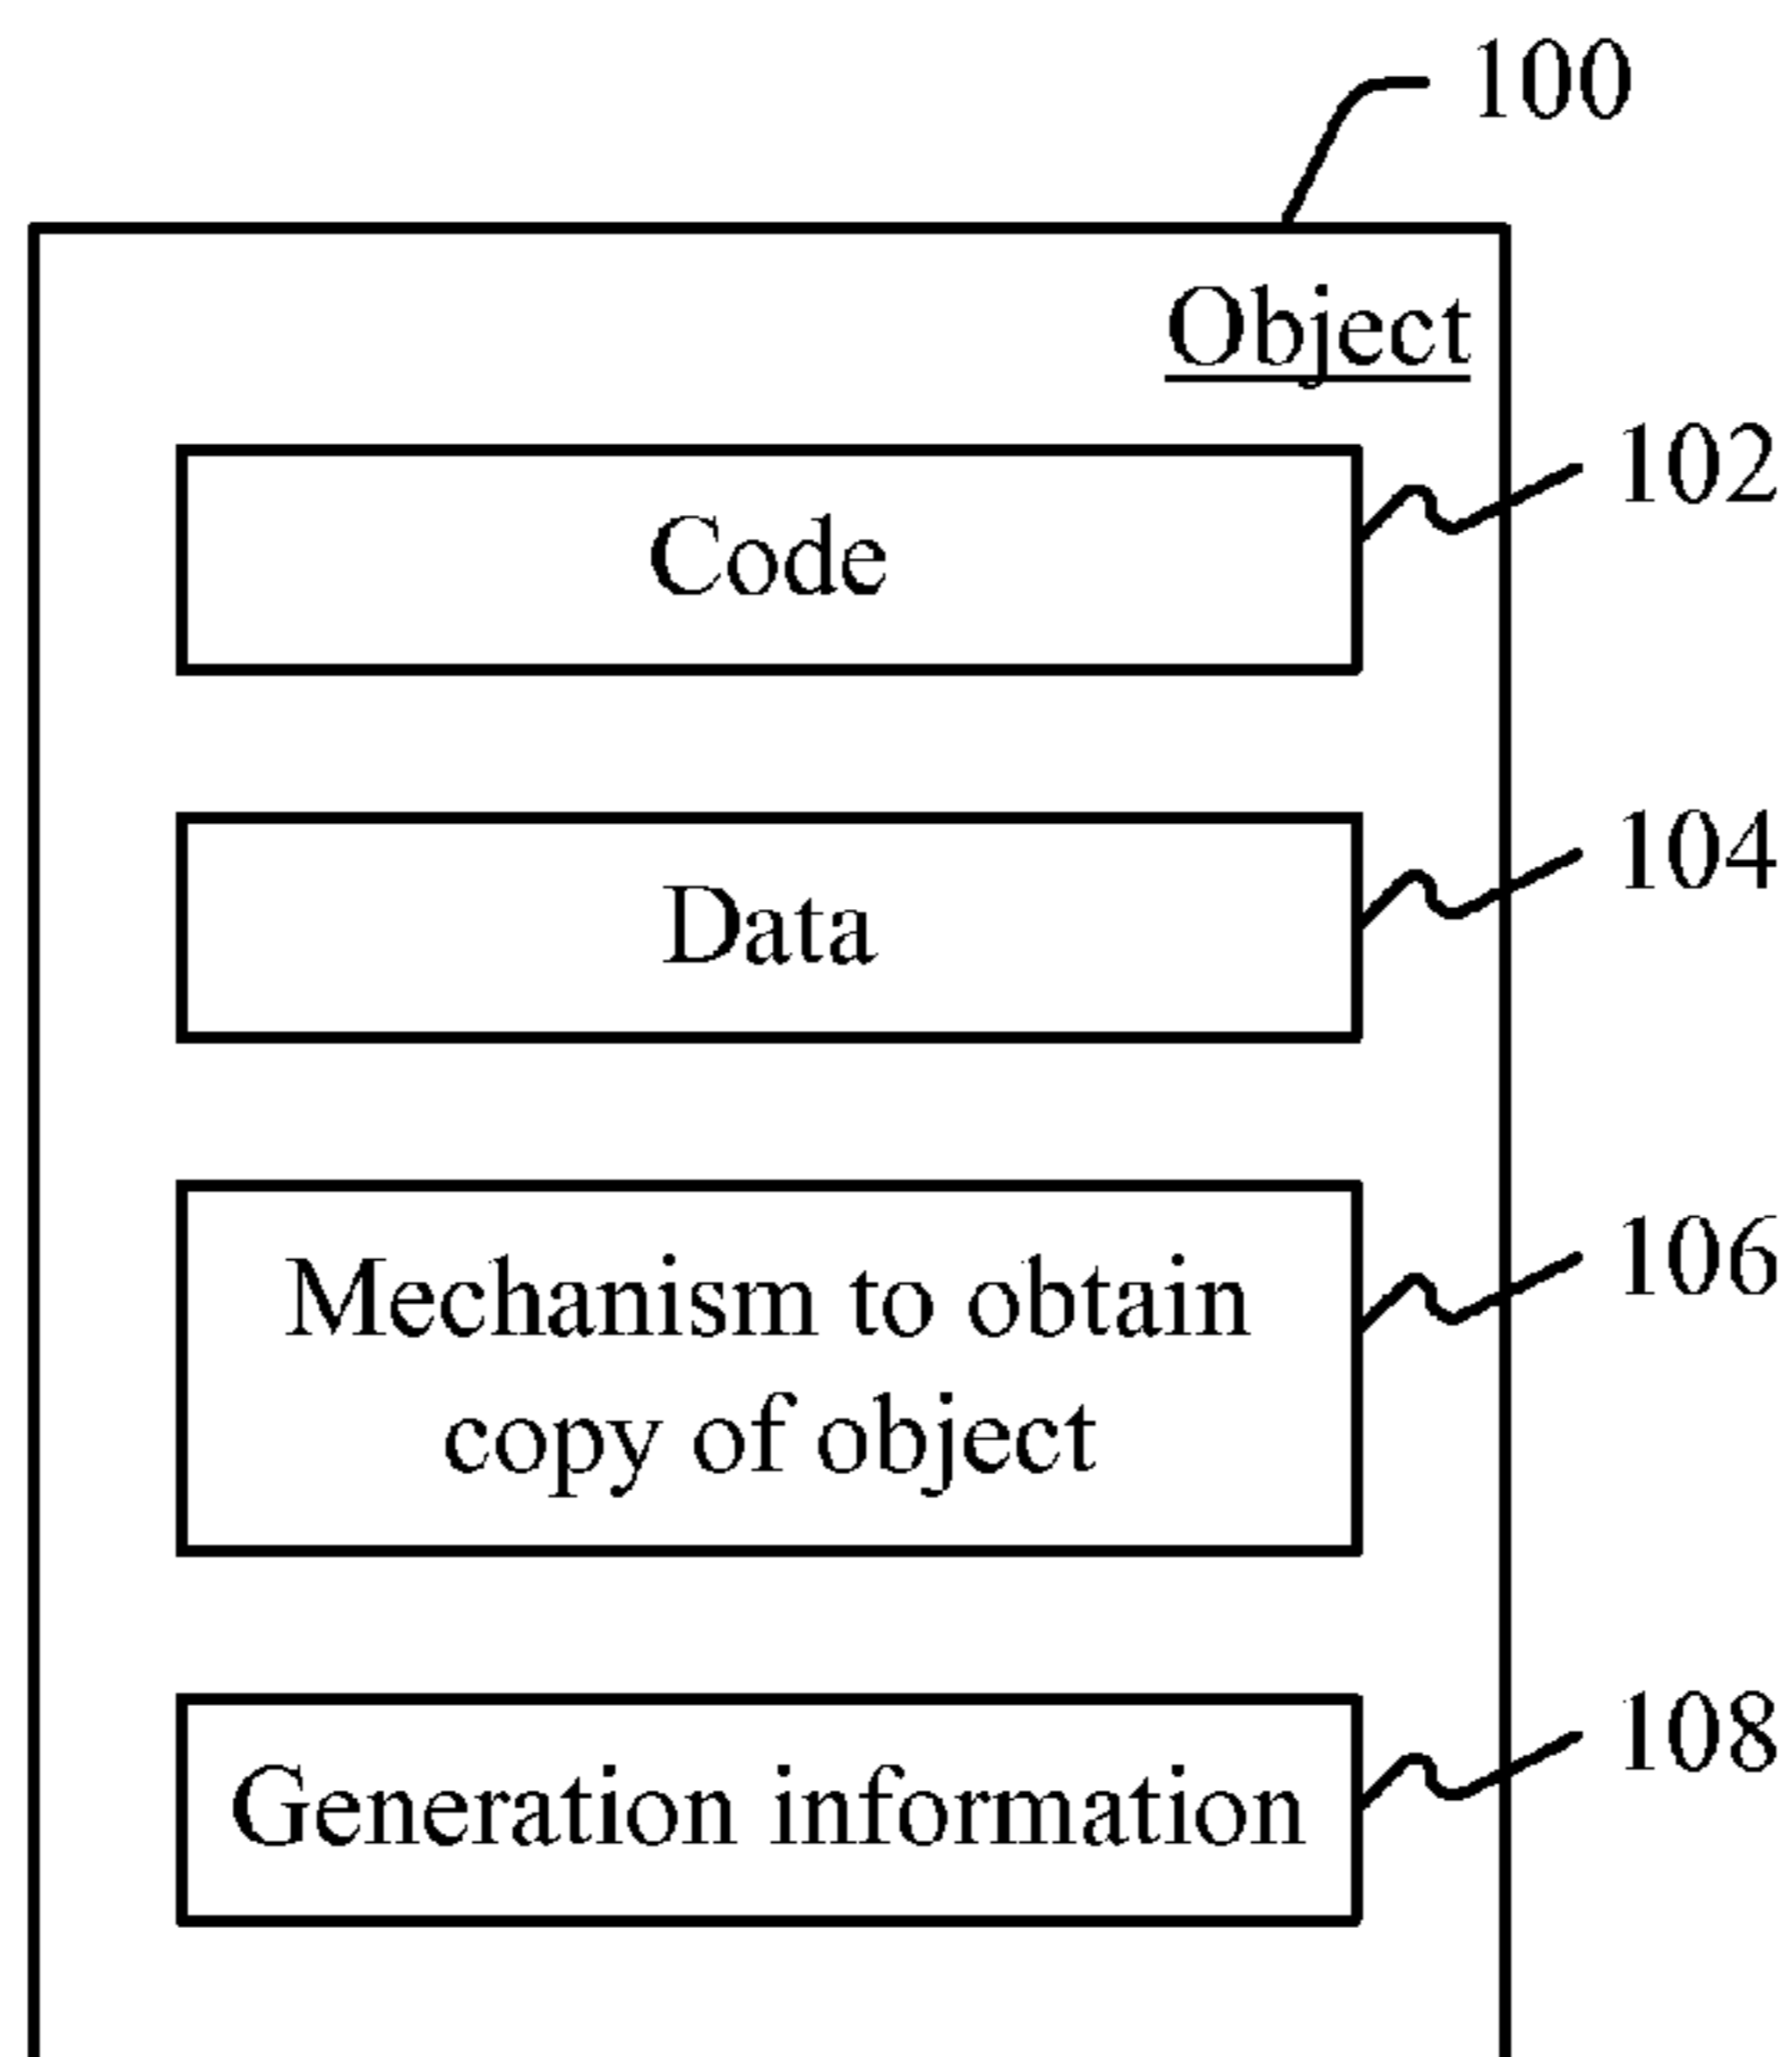 100
Object
102
Code
104
Data
106
Mechanism to obtain
copy of object
108
Generation information